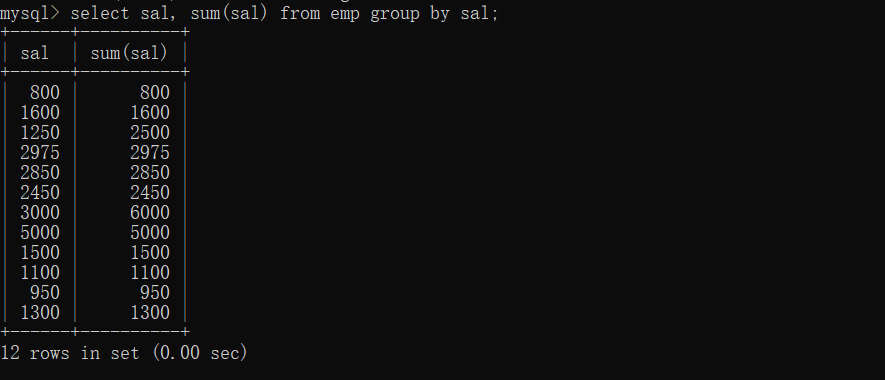 mysql> select sal, sum(sal) from emp group by sal;
+------+----------+
| sal  | sum(sal) |
+------+----------+
|  800 |      800 |
| 1600 |     1600 |
| 1250 |     2500 |
| 2975 |     2975 |
| 2850 |     2850 |
| 2450 |     2450 |
| 3000 |     6000 |
| 5000 |     5000 |
| 1500 |     1500 |
| 1100 |     1100 |
|  950 |      950 |
| 1300 |     1300 |
+------+----------+
12 rows in set (0.00 sec)